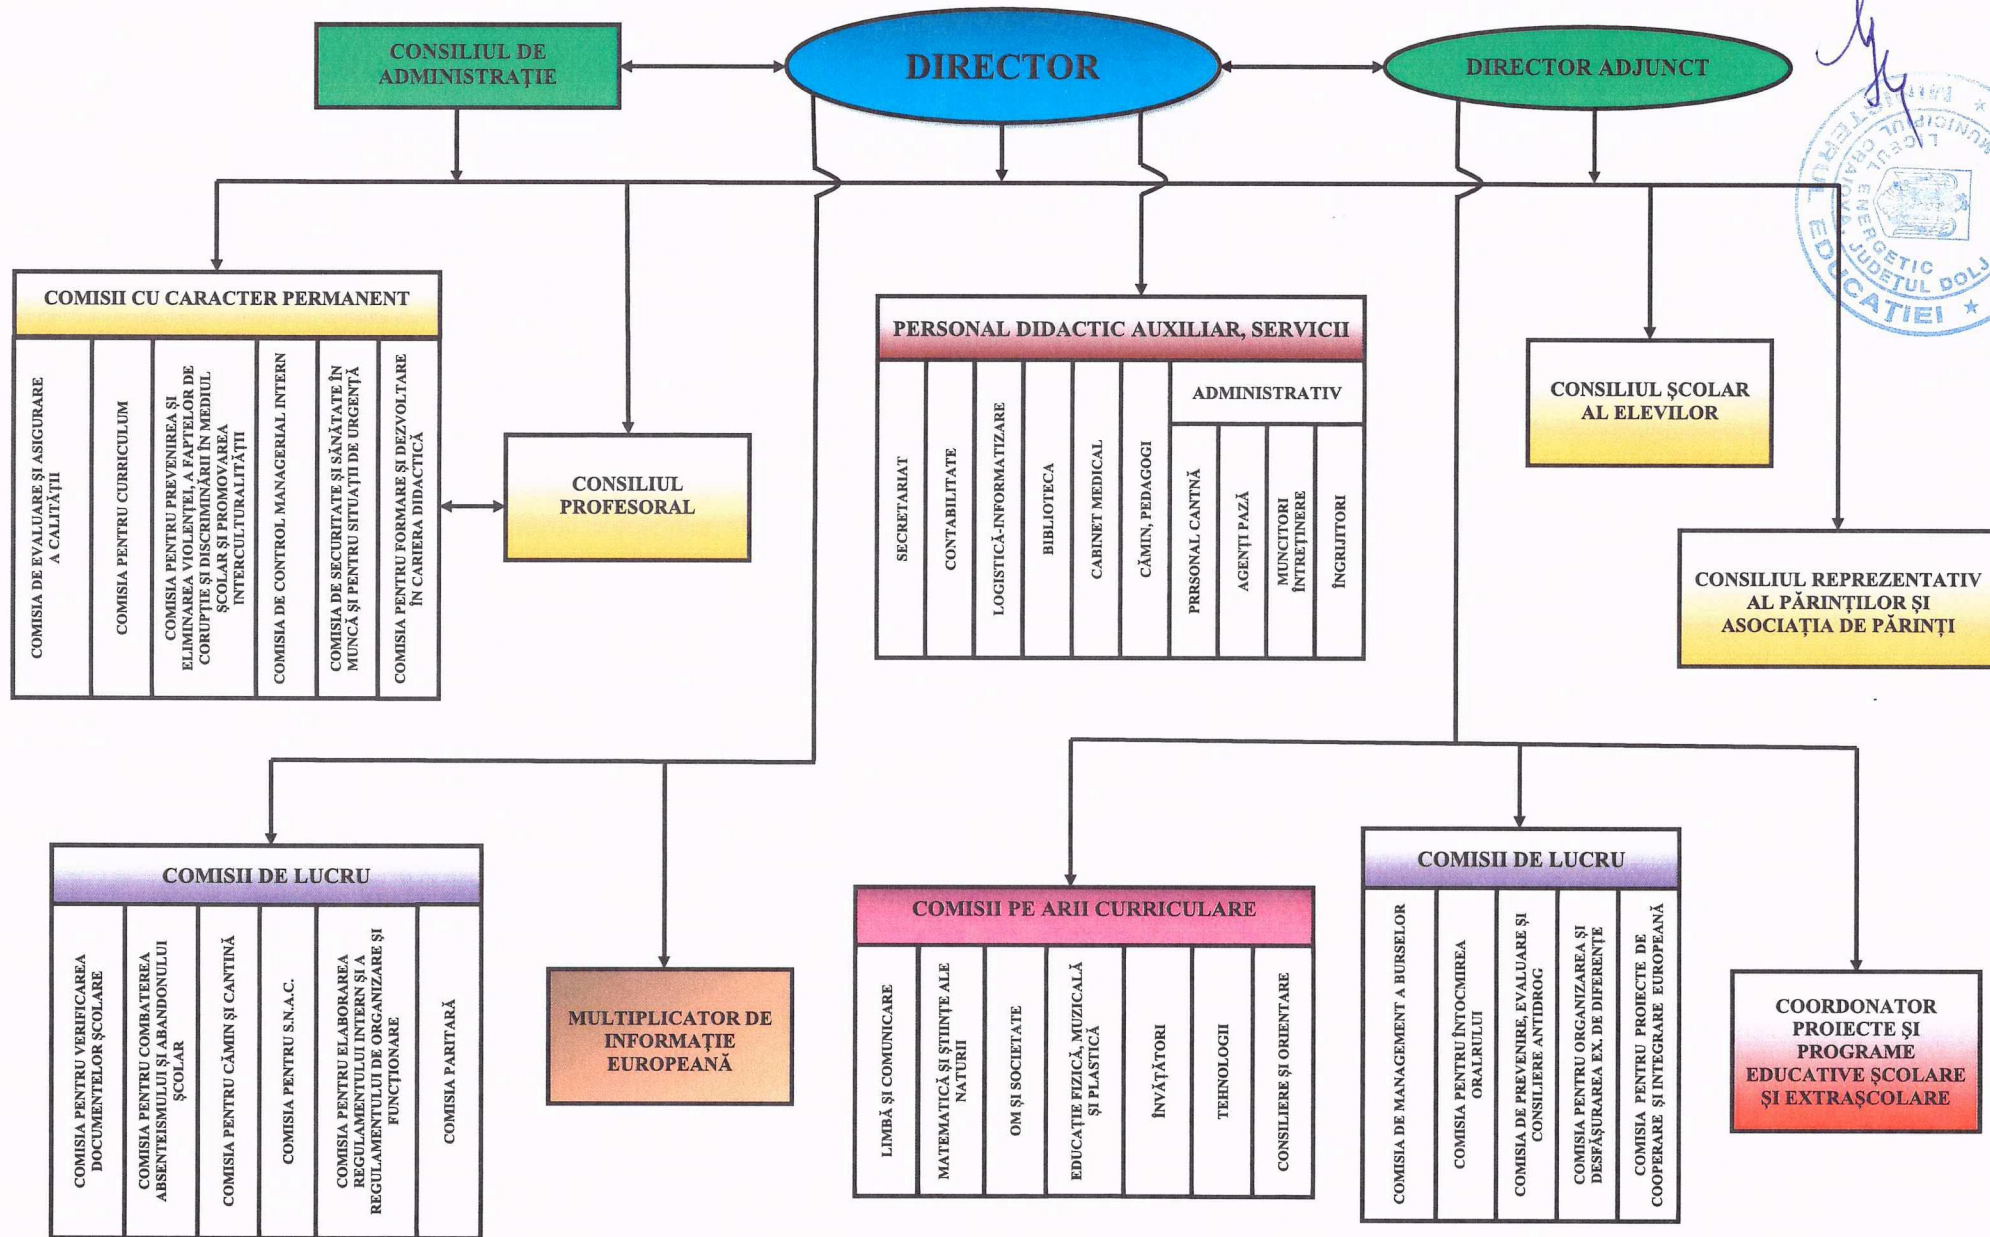 CONSILIUL DE
ADMINISTRAȚIE
DIRECTOR
DIRECTOR ADJUNCT
MINISTERUL EDUCAȚIEI
MUNICIPIUL CRAIOVA, JUDEȚUL DOLJ
LICEUL ENERGETIC
COMISII CU CARACTER PERMANENT
COMISIA DE EVALUARE ȘI ASIGURARE
A CALITĂȚII
COMISIA PENTRU CURRICULUM
COMISIA PENTRU PREVENIREA ȘI
ELIMINAREA VIOLENȚEI, A FAPTELOR DE
CORUPȚIE ȘI DISCRIMINĂRII ÎN MEDIUL
ȘCOLAR ȘI PROMOVAREA
INTERCULTURALITĂȚII
COMISIA DE CONTROL MANAGERIAL INTERN
COMISIA DE SECURITATE ȘI SĂNĂTATE ÎN
MUNCĂ ȘI PENTRU SITUAȚII DE URGENȚĂ
COMISIA PENTRU FORMARE ȘI DEZVOLTARE
ÎN CARIERA DIDACTICĂ
CONSILIUL
PROFESORAL
PERSONAL DIDACTIC AUXILIAR, SERVICII
SECRETARIAT
CONTABILITATE
LOGISTICĂ-INFORMATIZARE
BIBLIOTECA
CABINET MEDICAL
CĂMIN, PEDAGOGI
ADMINISTRATIV
PRRSONAL CANTNĂ
AGENȚI PAZĂ
MUNCITORI
ÎNTREȚINERE
ÎNGRIJITORI
CONSILIUL ȘCOLAR
AL ELEVILOR
CONSILIUL REPREZENTATIV
AL PĂRINȚILOR ȘI
ASOCIAȚIA DE PĂRINȚI
COMISII DE LUCRU
COMISIA PENTRU VERIFICAREA
DOCUMENTELOR ȘCOLARE
COMISIA PENTRU COMBATEREA
ABSENTEISMULUI ȘI ABANDONULUI
ȘCOLAR
COMISIA PENTRU CĂMIN ȘI CANTINĂ
COMISIA PENTRU S.N.A.C.
COMISIA PENTRU ELABORAREA
REGULAMENTULUI INTERN ȘI A
REGULAMENTULUI DE ORGANIZARE ȘI
FUNCȚIONARE
COMISIA PARITARĂ
MULTIPLICATOR DE
INFORMAȚIE
EUROPEANĂ
COMISII PE ARII CURRICULARE
LIMBĂ ȘI COMUNICARE
MATEMATICĂ ȘI ȘTIINȚE ALE
NATURII
OM ȘI SOCIETATE
EDUCAȚIE FIZICĂ, MUZICALĂ
ȘI PLASTICĂ
ÎNVĂȚĂTORI
TEHNOLOGII
CONSILIERE ȘI ORIENTARE
COMISII DE LUCRU
COMISIA DE MANAGEMENT A BURSELOR
COMISIA PENTRU ÎNTOCMIREA
ORALRULUI
COMISIA DE PREVENIRE, EVALUARE ȘI
CONSILIERE ANTIDROG
COMISIA PENTRU ORGANIZAREA ȘI
DESFĂȘURAREA EX. DE DIFERENȚE
COMISIA PENTRU PROIECTE DE
COOPERARE ȘI INTEGRARE EUROPEANĂ
COORDONATOR
PROIECTE ȘI
PROGRAME
EDUCATIVE ȘCOLARE
ȘI EXTRAȘCOLARE